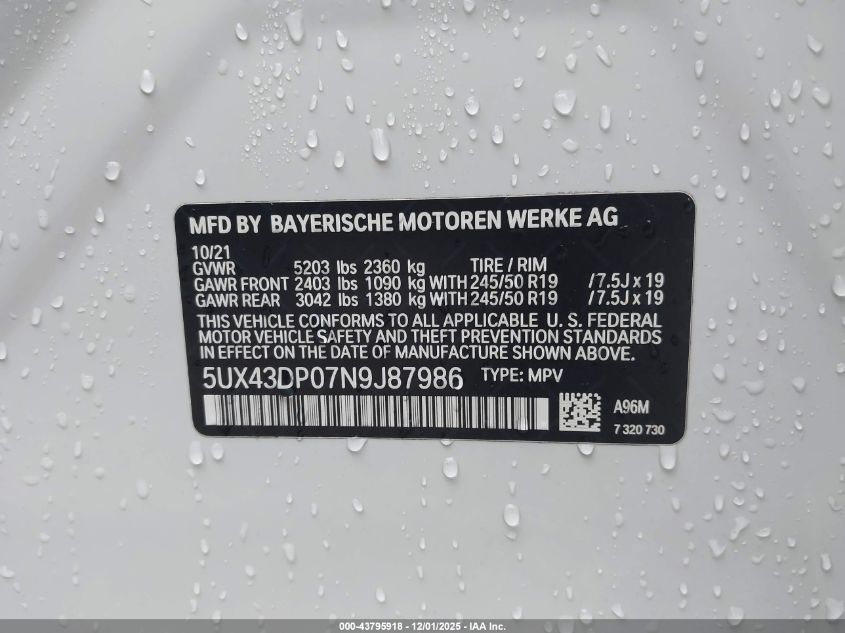 MFD BY BAYERISCHE MOTOREN WERKE AG
10/21
GVWR 5203 lbs 2360 kg TIRE / RIM
GAWR FRONT 2403 lbs 1090 kg WITH 245/50 R19 /7.5J x 19
GAWR REAR 3042 lbs 1380 kg WITH 245/50 R19 /7.5J x 19
THIS VEHICLE CONFORMS TO ALL APPLICABLE U. S. FEDERAL
MOTOR VEHICLE SAFETY AND THEFT PREVENTION STANDARDS
IN EFFECT ON THE DATE OF MANUFACTURE SHOWN ABOVE.
5UX43DP07N9J87986 TYPE: MPV
A96M
7 320 730
000-43795918 - 12/01/2025 - IAA Inc.